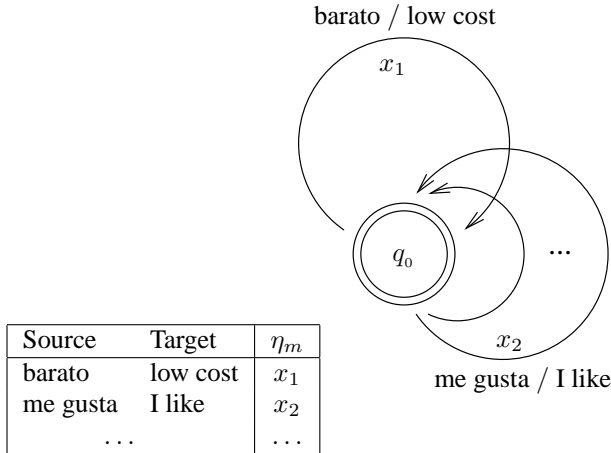 barato / low cost
x₁
q₀
...
x₂
me gusta / I like
Source Target ηₘ
barato low cost x₁
me gusta I like x₂
... ...